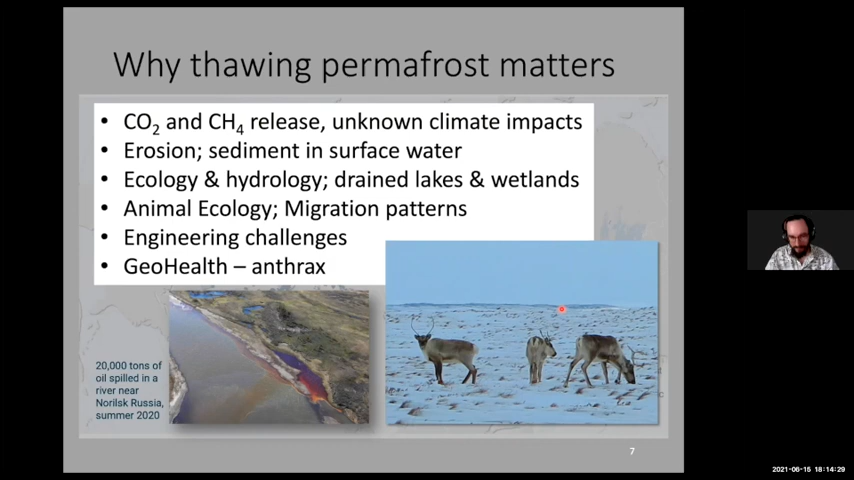 Why thawing permafrost matters
• CO₂ and CH₄ release, unknown climate impacts
• Erosion; sediment in surface water
• Ecology & hydrology; drained lakes & wetlands
• Animal Ecology; Migration patterns
• Engineering challenges
• GeoHealth – anthrax
20,000 tons of
oil spilled in a
river near
Norilsk Russia,
summer 2020
7
2021-06-15 18:14:29